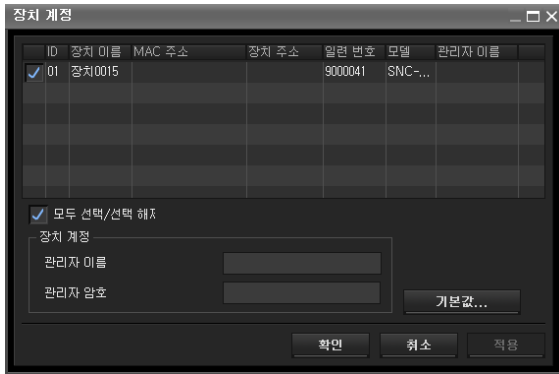 장치 계정
ID 장치 이름 MAC 주소 장치 주소 일련 번호 모델 관리자 이름
01 장치0015 9000041 SNC-...
모두 선택/선택 해제
장치 계정
관리자 이름
관리자 암호
기본값...
확인 취소 적용